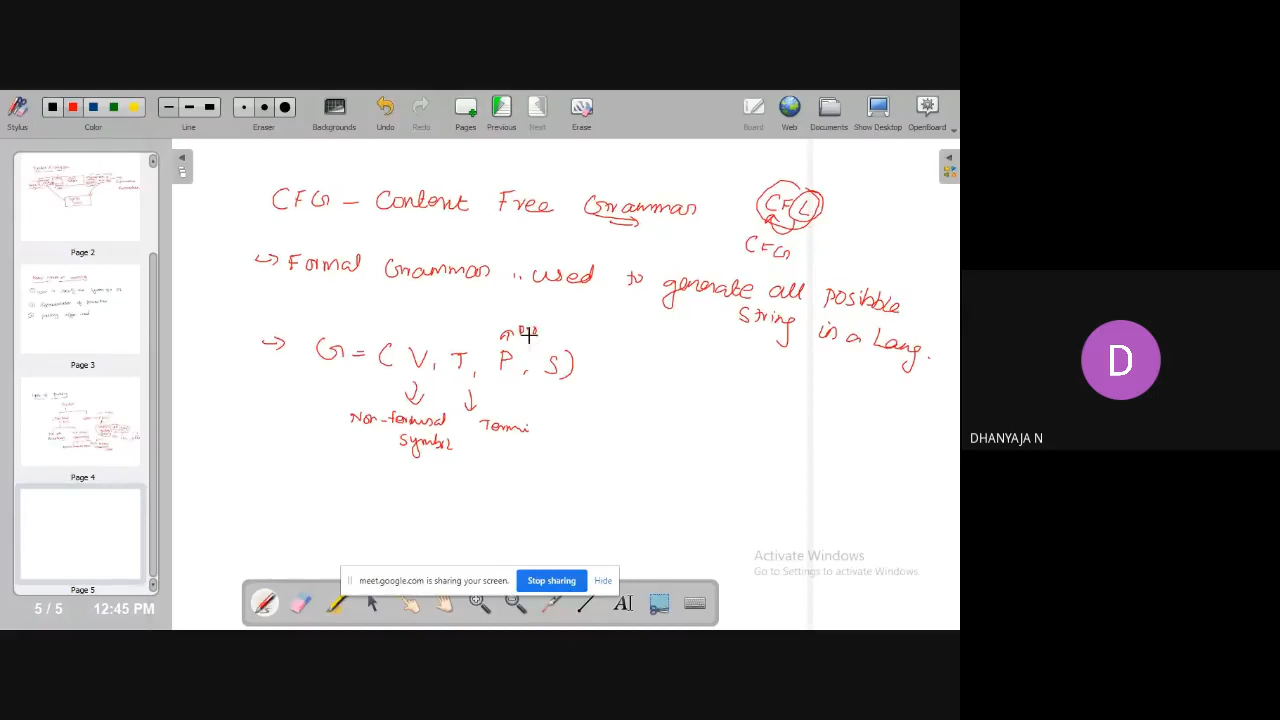 Stylus
Color
Line
Eraser
Backgrounds
Undo
Redo
Pages
Previous
Next
Erase
Board
Web
Documents
Show Desktop
OpenBoard
CFG - Content Free Grammar
CFL
CFG
→ Formal Grammar .. used to generate all posibble
String in a Lang.
→ G = ( V, T, P, S)
Non-terminal
Symbol
Termi
Page 2
Page 3
Page 4
Page 5
5 / 5
12:45 PM
D
DHANYAJA N
Activate Windows
Go to Settings to activate Windows.
meet.google.com is sharing your screen.
Stop sharing
Hide